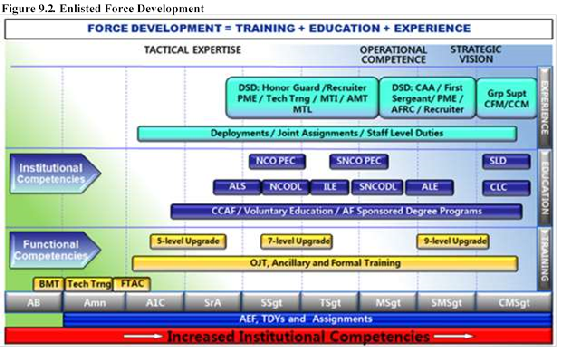 Figure 9.2. Enlisted Force Development
FORCE DEVELOPMENT = TRAINING + EDUCATION + EXPERIENCE
TACTICAL EXPERTISE
OPERATIONAL
COMPETENCE
STRATEGIC
VISION
DSD: Honor Guard /Recruiter
PME / Tech Trng / MTI / AMT
MTL
DSD: CAA / First
Sergeant/ PME /
AFRC / Recruiter
Grp Supt
CFM/CCM
Deployments / Joint Assignments / Staff Level Duties
EXPERIENCE
Institutional
Competencies
NCO PEC
SNCO PEC
SLD
ALS
NCODL
ILE
SNCODL
ALE
CLC
CCAF / Voluntary Education / AF Sponsored Degree Programs
EDUCATION
Functional
Competencies
5-level Upgrade
7-level Upgrade
9-level Upgrade
OJT, Ancillary and Formal Training
BMT
Tech Trng
FTAC
TRAINING
AB
Amn
A1C
SrA
SSgt
TSgt
MSgt
SMSgt
CMSgt
AEF, TDYs and Assignments
Increased Institutional Competencies